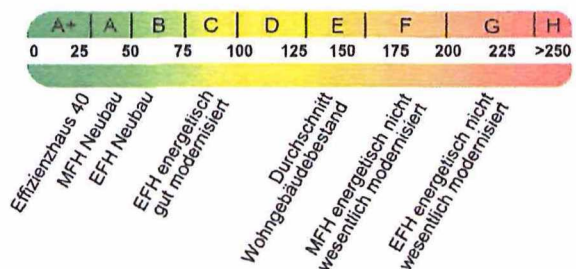 A+ A B C D E F G H
0 25 50 75 100 125 150 175 200 225 >250
Effizienzhaus 40
MFH Neubau
EFH Neubau
EFH energetisch
gut modernisiert
Durchschnitt
Wohngebäudebestand
MFH energetisch nicht
wesentlich modernisiert
EFH energetisch nicht
wesentlich modernisiert